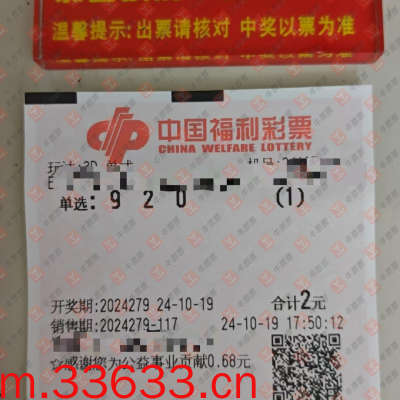 温馨提示:出票请核对 中奖以票为准
中国福利彩票
CHINA WELFARE LOTTERY
单选: 9 2 0 (1)
合计2元
开奖期:2024279 24-10-19
销售期:2024279-117 24-10-19 17:50:12
☆感谢您为公益事业贡献0.68元
m.33633.cn